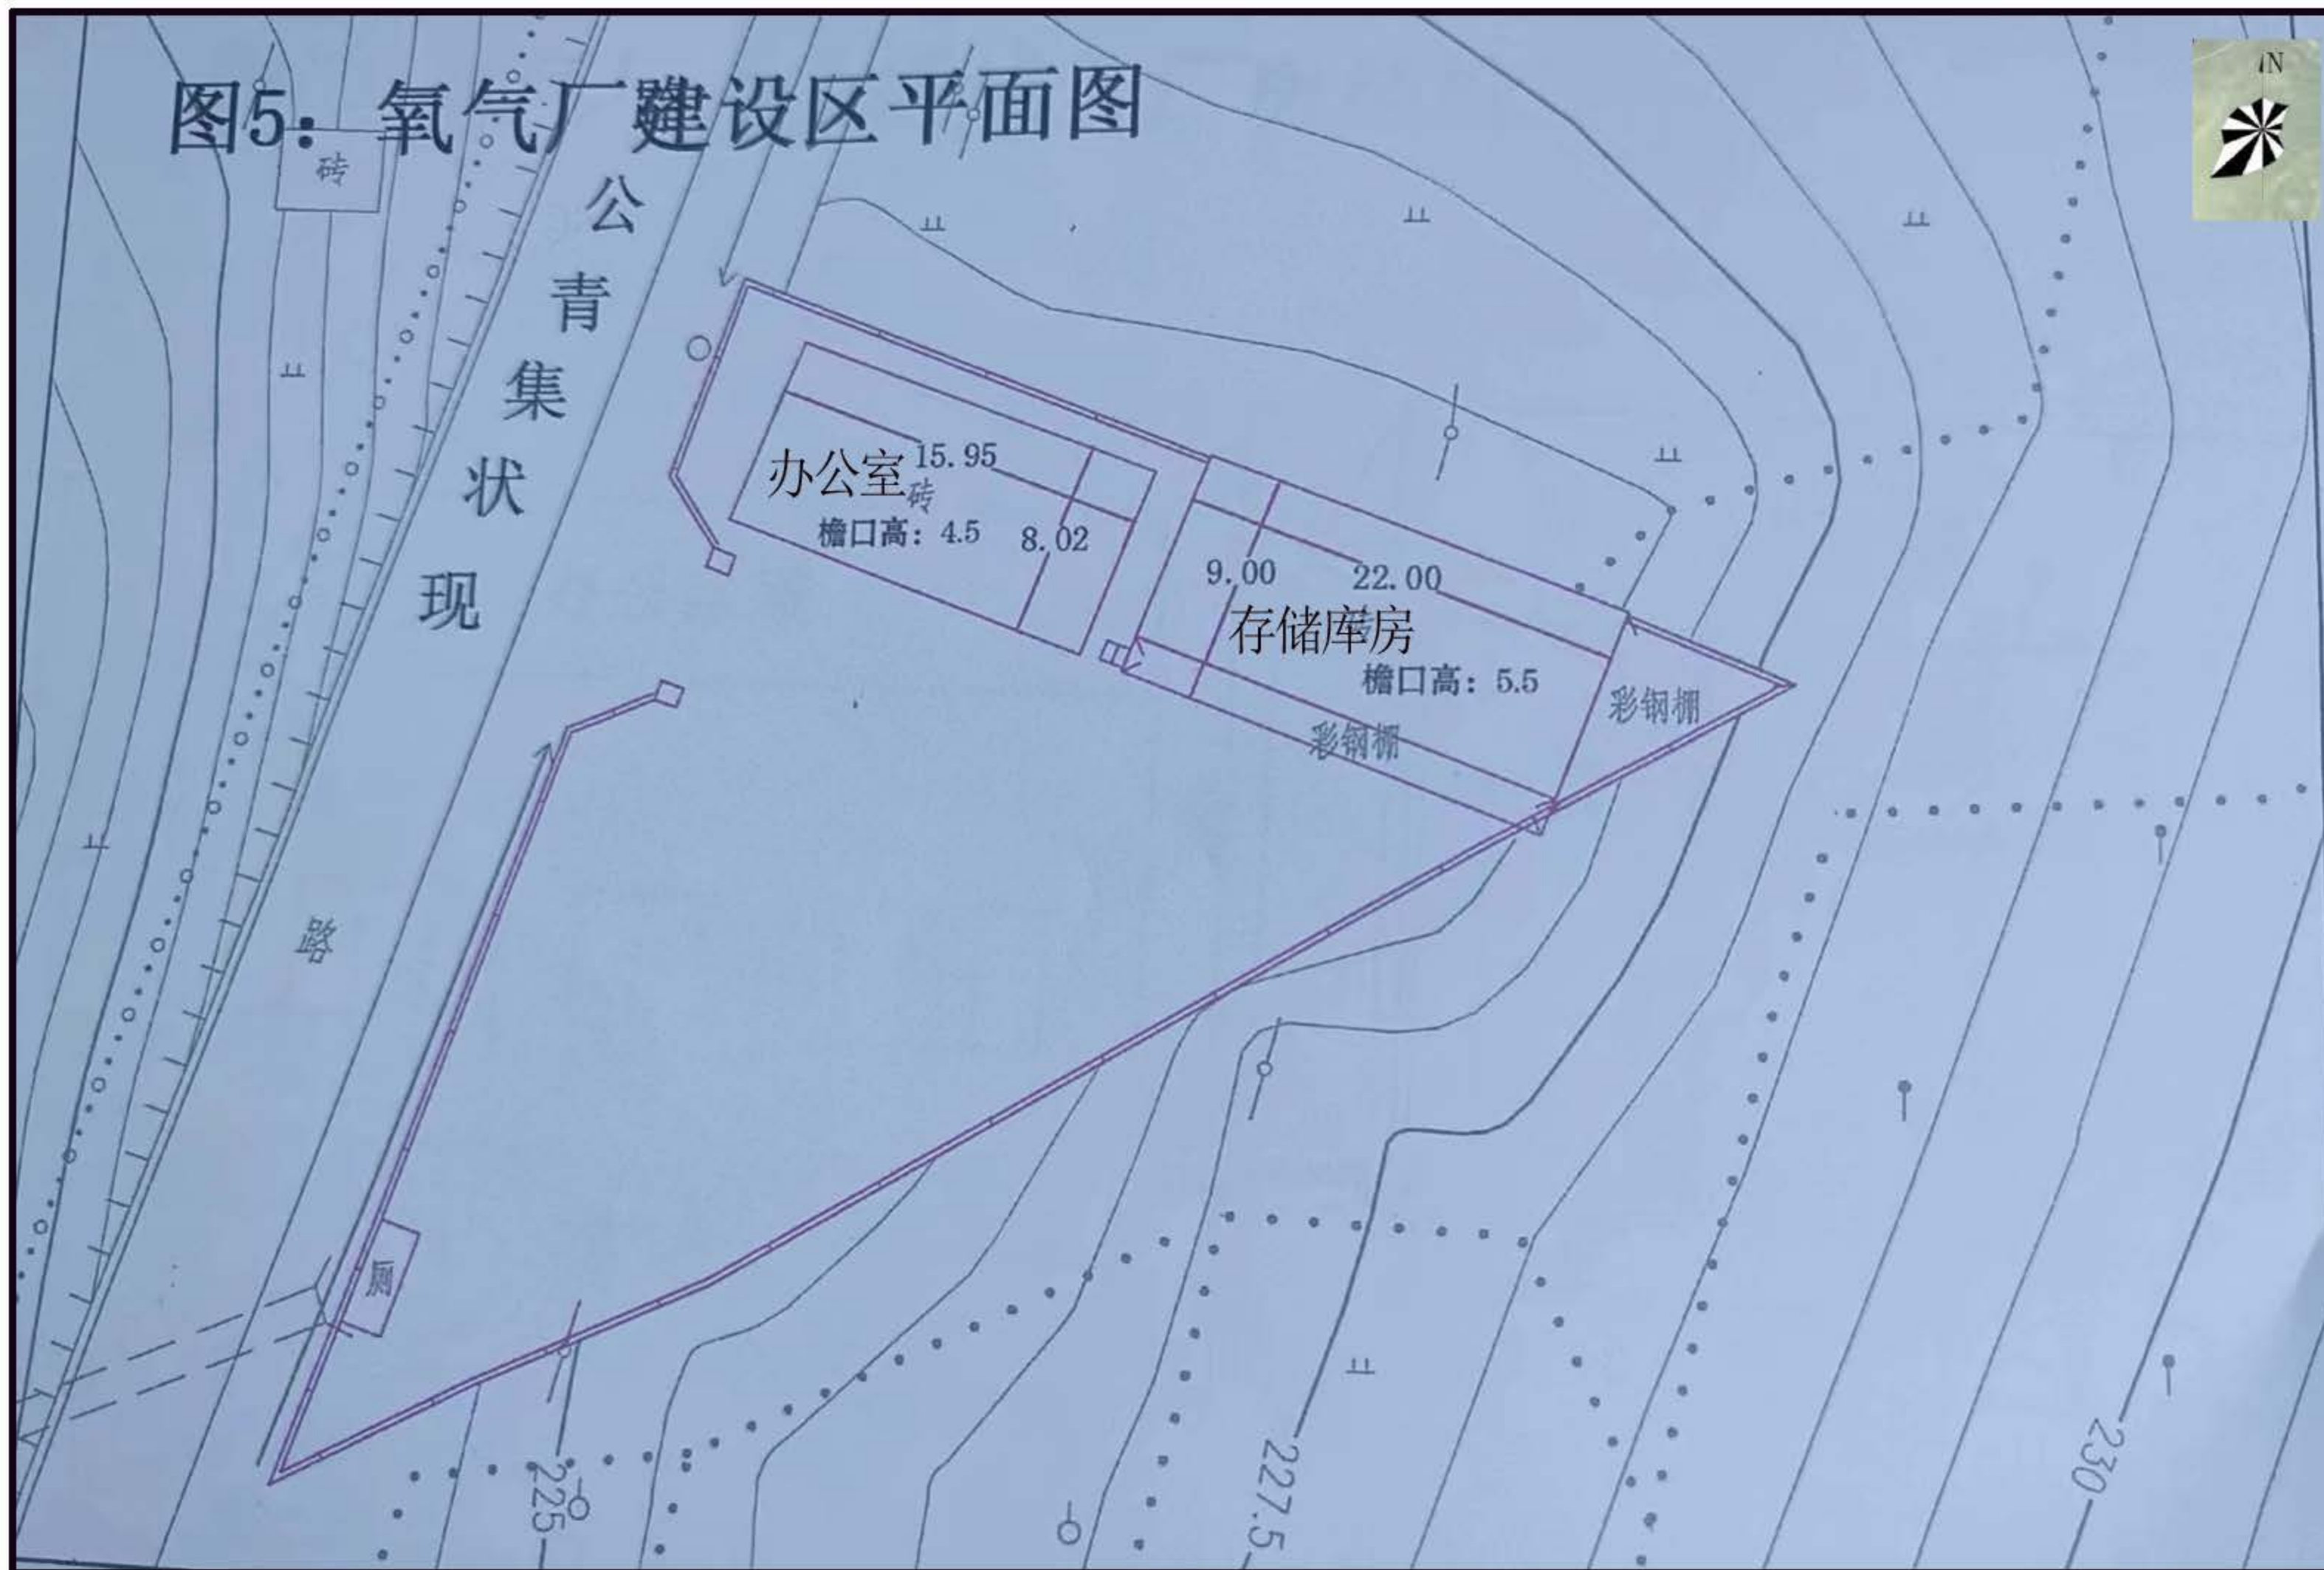 图5：氧气厂建设区平面图
N
砖
公
青
集
状
现
路
办公室
15.95
砖
檐口高：4.5
8.02
9.00
22.00
存储库房
檐口高：5.5
彩钢棚
彩钢棚
厕
225
227.5
230